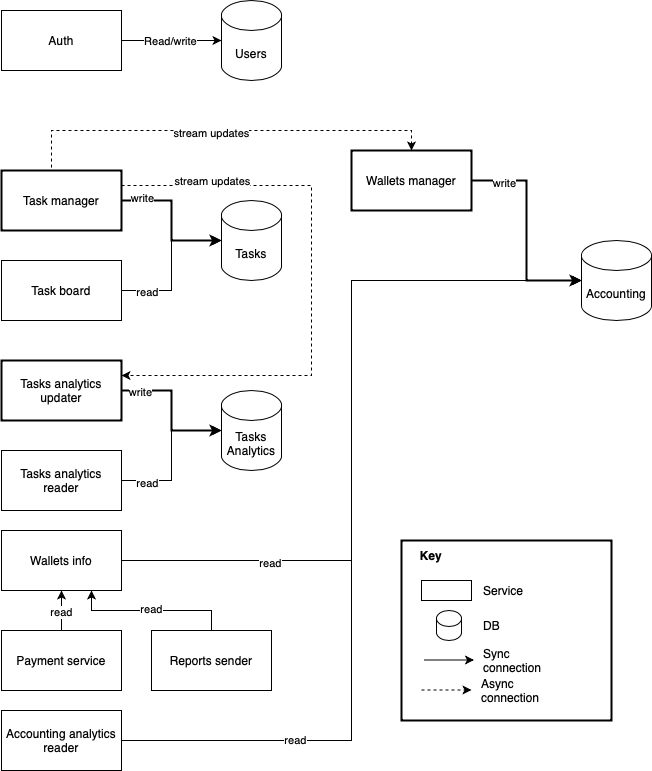 Auth
Read/write
Users
stream updates
Task manager
stream updates
write
Wallets manager
write
Tasks
Task board
read
Accounting
Tasks analytics
updater
write
Tasks
Analytics
Tasks analytics
reader
read
Wallets info
read
read
read
Payment service
Reports sender
Accounting analytics
reader
read
Key
Service
DB
Sync
connection
Async
connection